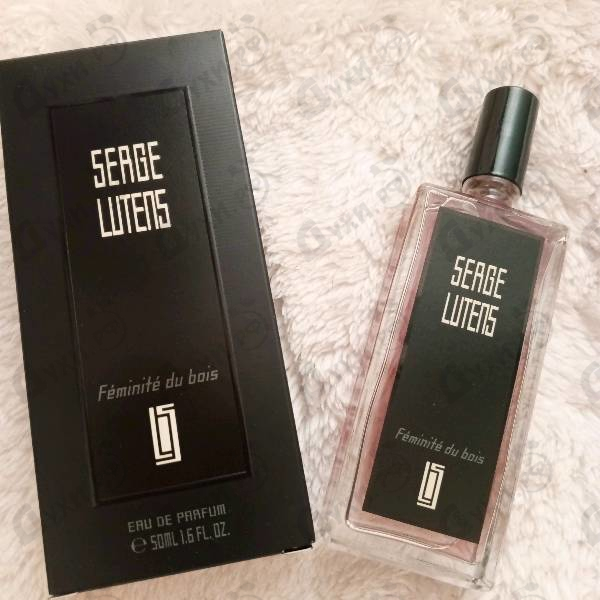 SERGE
LUTENS
Féminité du bois
EAU DE PARFUM
℮ 50ML 1.6 FL. OZ.
SERGE
LUTENS
Féminité du bois